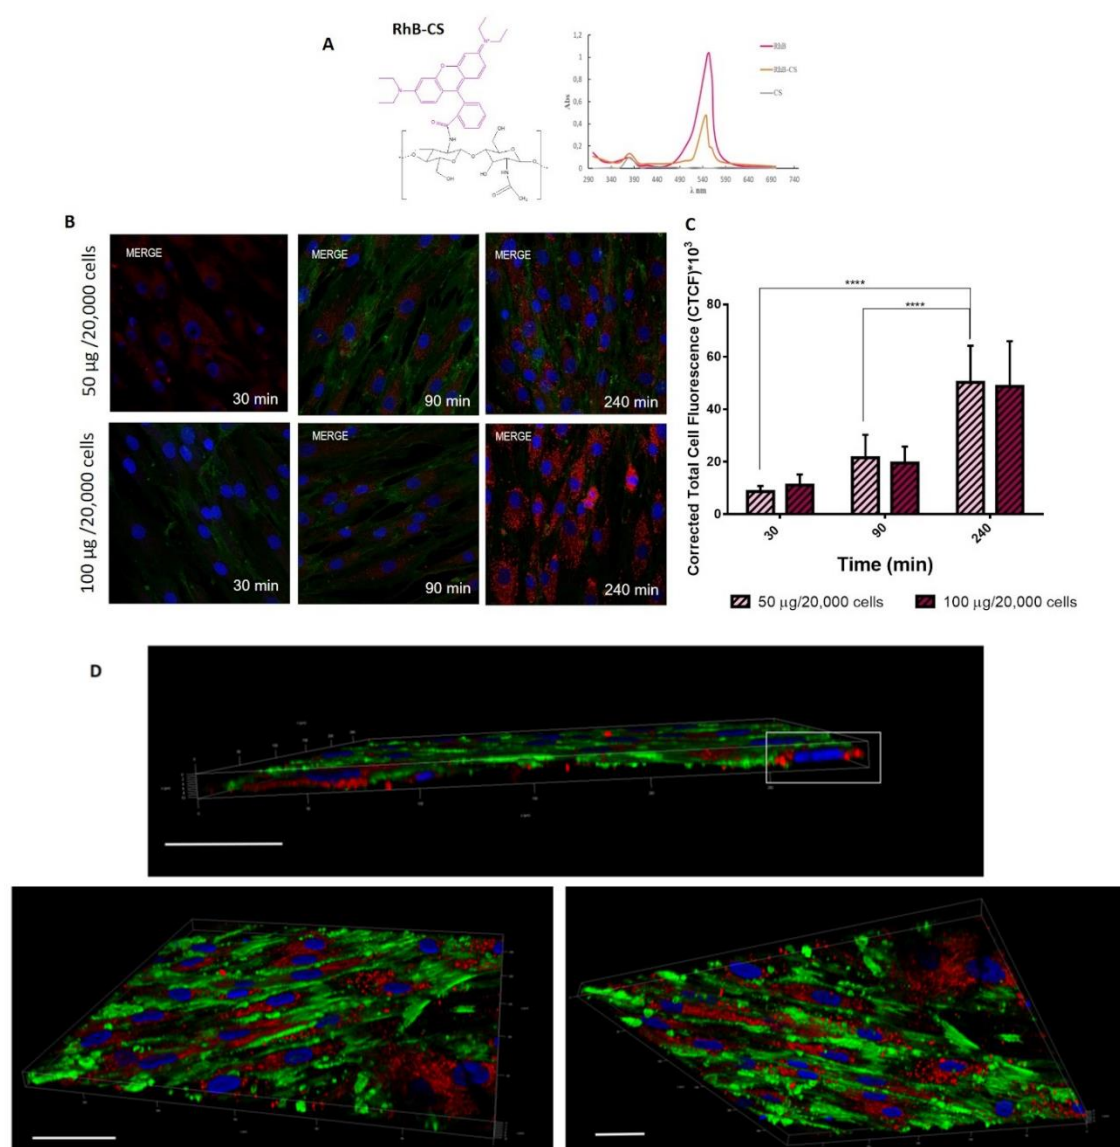 A
RhB-CS
Abs
1,2
1
0,8
0,6
0,4
0,2
0
290
340
390
440
490
540
590
640
690
740
λ nm
RhB
RhB-CS
CS
B
50 µg /20,000 cells
MERGE
30 min
MERGE
90 min
MERGE
240 min
100 µg/20,000 cells
30 min
MERGE
90 min
MERGE
240 min
C
Corrected Total Cell Fluorescence (CTCF)*10³
80
60
40
20
0
****
****
30
90
240
Time (min)
50 µg/20,000 cells
100 µg/20,000 cells
D